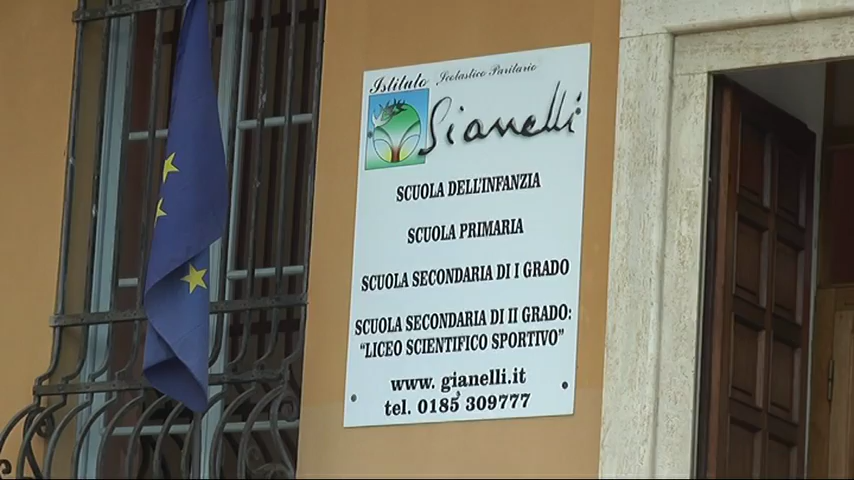 Istituto Scolastico Paritario
Gianelli
SCUOLA DELL'INFANZIA
SCUOLA PRIMARIA
SCUOLA SECONDARIA DI I GRADO
SCUOLA SECONDARIA DI II GRADO:
"LICEO SCIENTIFICO SPORTIVO"
www. gianelli.it
tel. 0185 309777